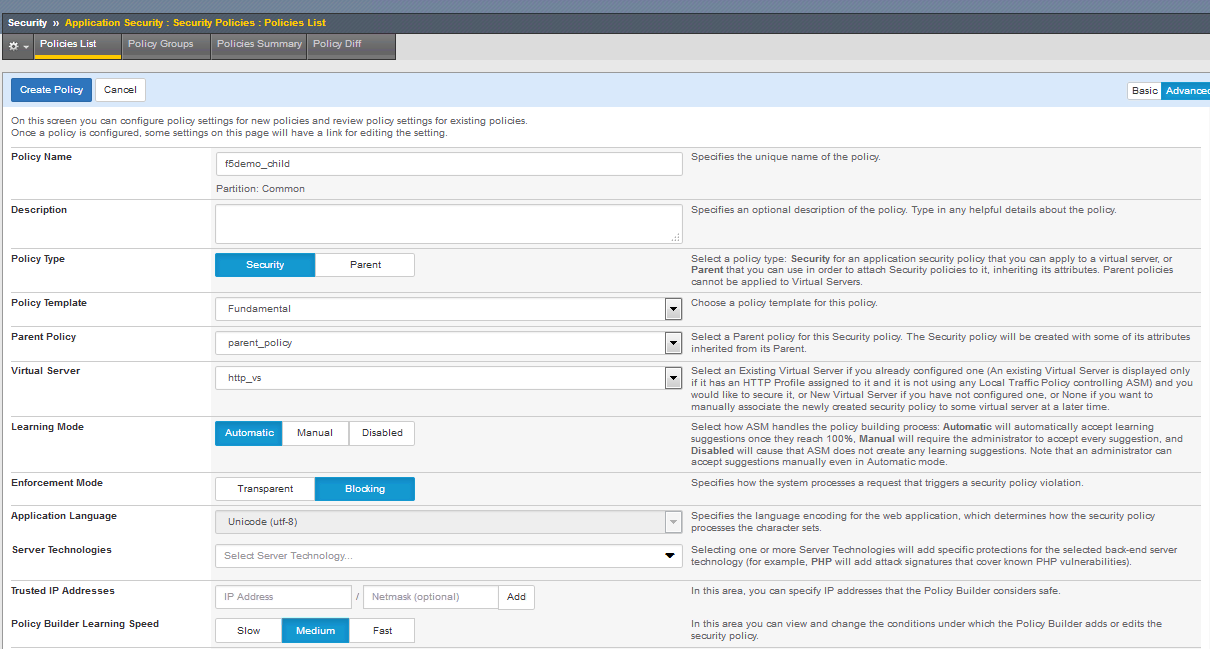 Security » Application Security : Security Policies : Policies List
Policies List Policy Groups Policies Summary Policy Diff
Create Policy Cancel Basic Advanced
On this screen you can configure policy settings for new policies and review policy settings for existing policies.
Once a policy is configured, some settings on this page will have a link for editing the setting.
Policy Name f5demo_child Specifies the unique name of the policy.
Partition: Common
Description Specifies an optional description of the policy. Type in any helpful details about the policy.
Policy Type Security Parent Select a policy type: Security for an application security policy that you can apply to a virtual server, or
Parent that you can use in order to attach Security policies to it, inheriting its attributes. Parent policies
cannot be applied to Virtual Servers.
Policy Template Fundamental Choose a policy template for this policy.
Parent Policy parent_policy Select a Parent policy for this Security policy. The Security policy will be created with some of its attributes
inherited from its Parent.
Virtual Server http_vs Select an Existing Virtual Server if you already configured one (An existing Virtual Server is displayed only
if it has an HTTP Profile assigned to it and it is not using any Local Traffic Policy controlling ASM) and you
would like to secure it, or New Virtual Server if you have not configured one, or None if you want to
manually associate the newly created security policy to some virtual server at a later time.
Learning Mode Automatic Manual Disabled Select how ASM handles the policy building process: Automatic will automatically accept learning
suggestions once they reach 100%, Manual will require the administrator to accept every suggestion, and
Disabled will cause that ASM does not create any learning suggestions. Note that an administrator can
accept suggestions manually even in Automatic mode.
Enforcement Mode Transparent Blocking Specifies how the system processes a request that triggers a security policy violation.
Application Language Unicode (utf-8) Specifies the language encoding for the web application, which determines how the security policy
processes the character sets.
Server Technologies Select Server Technology... Selecting one or more Server Technologies will add specific protections for the selected back-end server
technology (for example, PHP will add attack signatures that cover known PHP vulnerabilities).
Trusted IP Addresses IP Address / Netmask (optional) Add In this area, you can specify IP addresses that the Policy Builder considers safe.
Policy Builder Learning Speed Slow Medium Fast In this area you can view and change the conditions under which the Policy Builder adds or edits the
security policy.